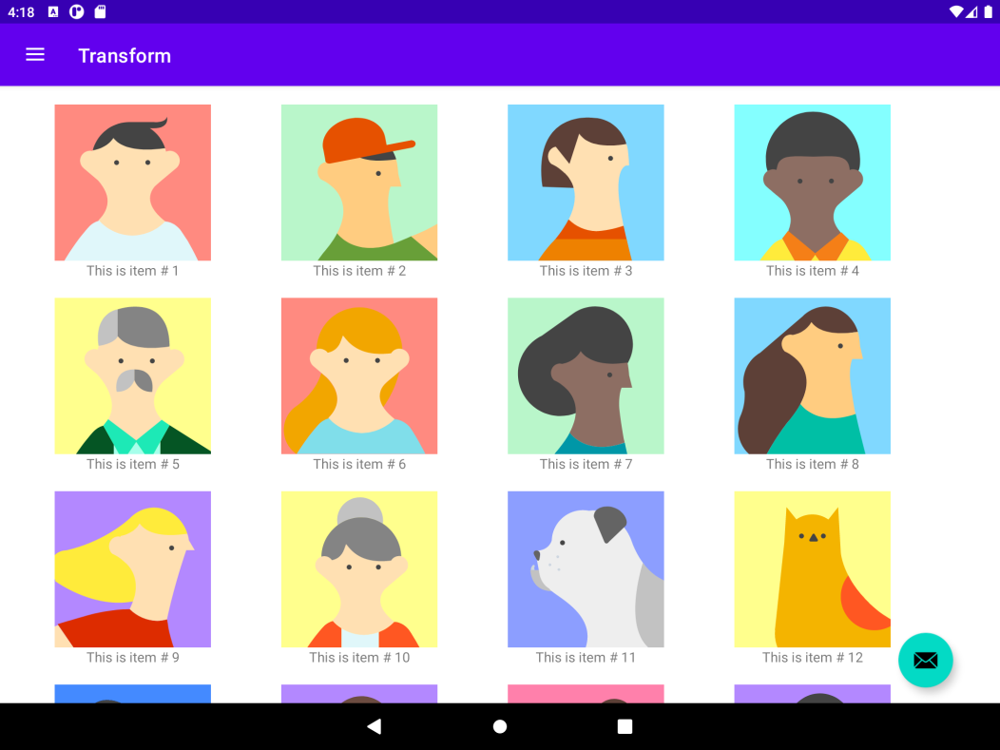 4:18
Transform
This is item # 1
This is item # 2
This is item # 3
This is item # 4
This is item # 5
This is item # 6
This is item # 7
This is item # 8
This is item # 9
This is item # 10
This is item # 11
This is item # 12